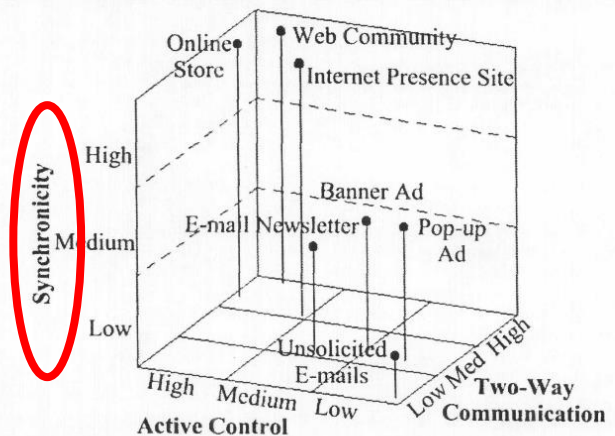 Online
Store
Web Community
Internet Presence Site
High
Banner Ad
E-mail Newsletter
Pop-up
Ad
Medium
Synchronicity
Low
Unsolicited
E-mails
High
Medium
Low
Low
Med
High
Active Control
Two-Way
Communication